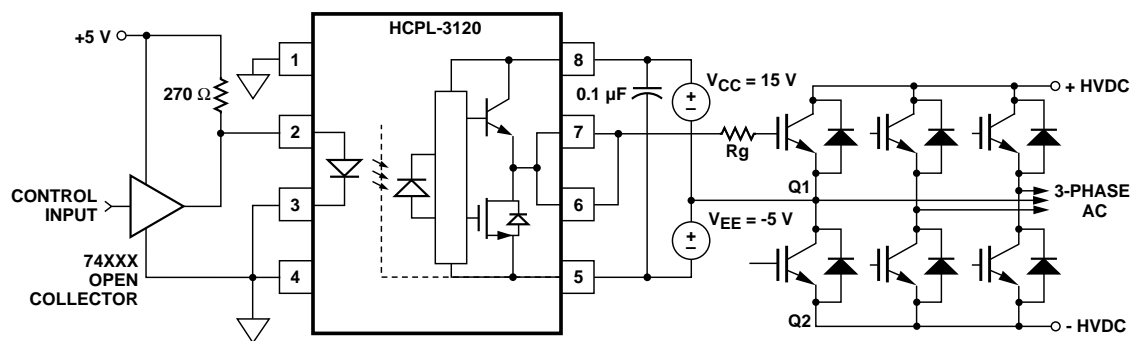 HCPL-3120
+5 V
270 Ω
1
2
3
4
8
7
6
5
0.1 µF
VCC = 15 V
VEE = -5 V
Rg
Q1
Q2
+ HVDC
3-PHASE
AC
- HVDC
CONTROL
INPUT
74XXX
OPEN
COLLECTOR